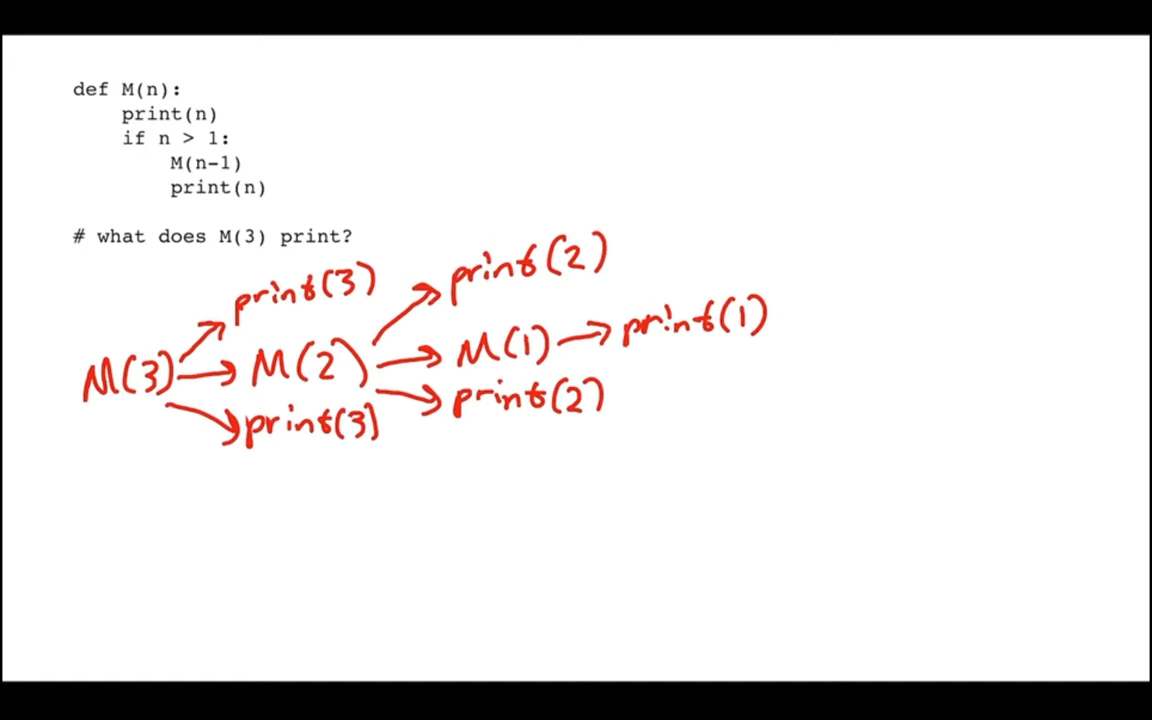 def M(n):
    print(n)
    if n > 1:
        M(n-1)
        print(n)
# what does M(3) print?
print(2)
print(3)
M(3) → M(2) → M(1) → print(1)
print(3)
print(2)